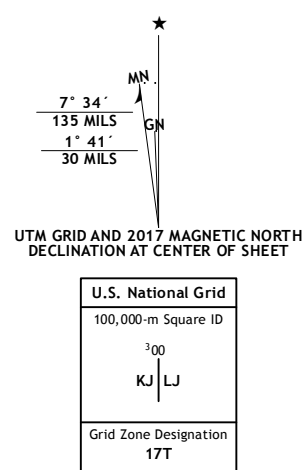 ★
MN
7° 34´
135 MILS
GN
1° 41´
30 MILS
UTM GRID AND 2017 MAGNETIC NORTH
DECLINATION AT CENTER OF SHEET
U.S. National Grid
100,000-m Square ID
³00
KJ LJ
Grid Zone Designation
17T